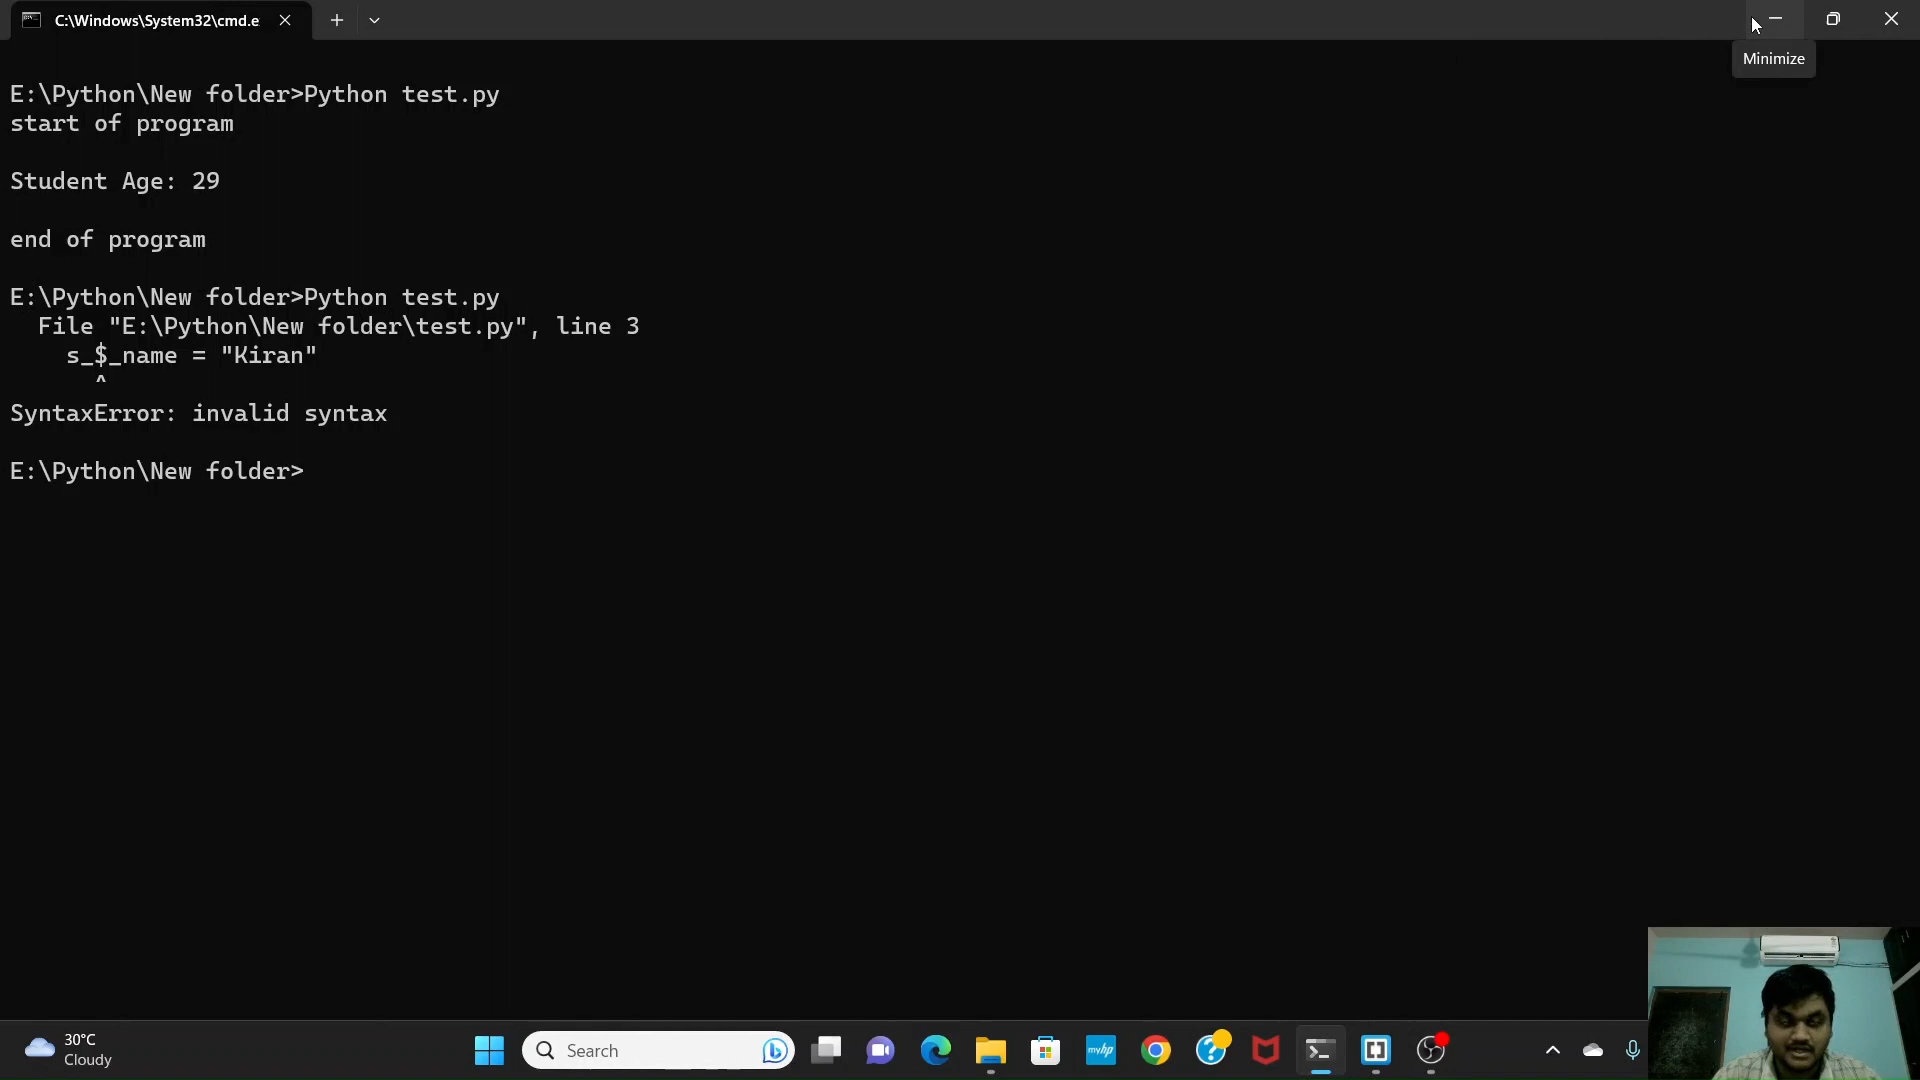 C:\Windows\System32\cmd.e
Minimize
E:\Python\New folder>Python test.py
start of program
Student Age: 29
end of program
E:\Python\New folder>Python test.py
File "E:\Python\New folder\test.py", line 3
s_$_name = "Kiran"
^
SyntaxError: invalid syntax
E:\Python\New folder>
30°C
Cloudy
Search
myhp